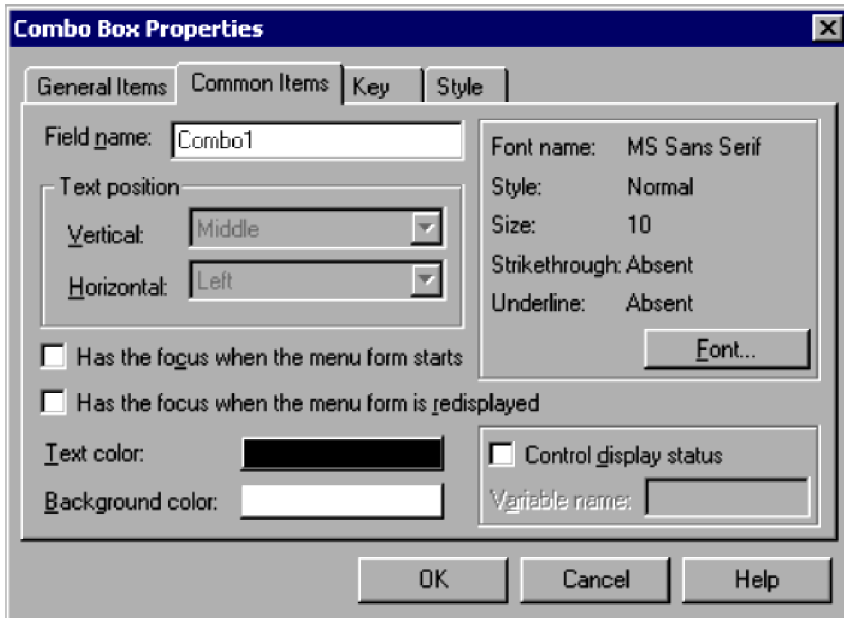 Combo Box Properties
General Items Common Items Key Style
Field name: Combo1
Text position
Vertical: Middle
Horizontal: Left
Font name: MS Sans Serif
Style: Normal
Size: 10
Strikethrough: Absent
Underline: Absent
Font...
Has the focus when the menu form starts
Has the focus when the menu form is redisplayed
Text color:
Background color:
Control display status
Variable name:
OK Cancel Help